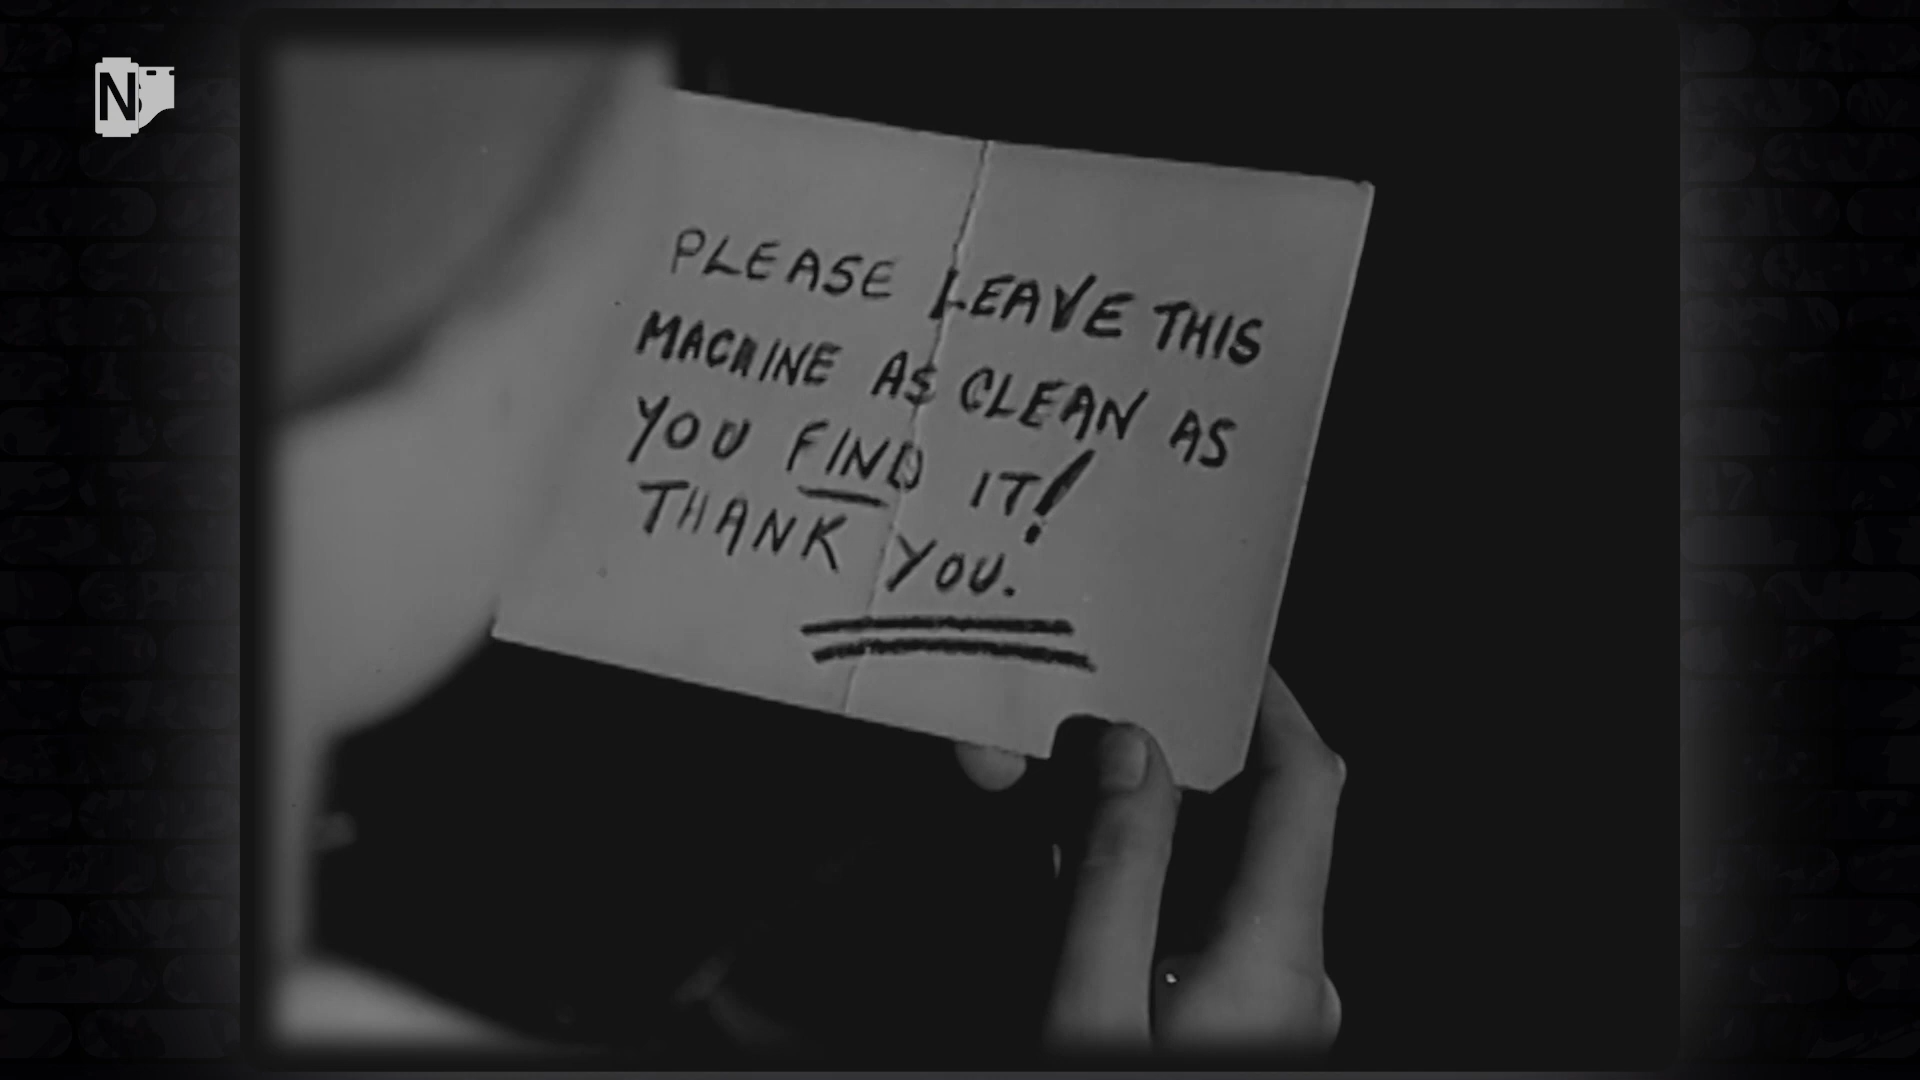 N
PLEASE LEAVE THIS
MACHINE AS CLEAN AS
YOU FIND IT!
THANK YOU.